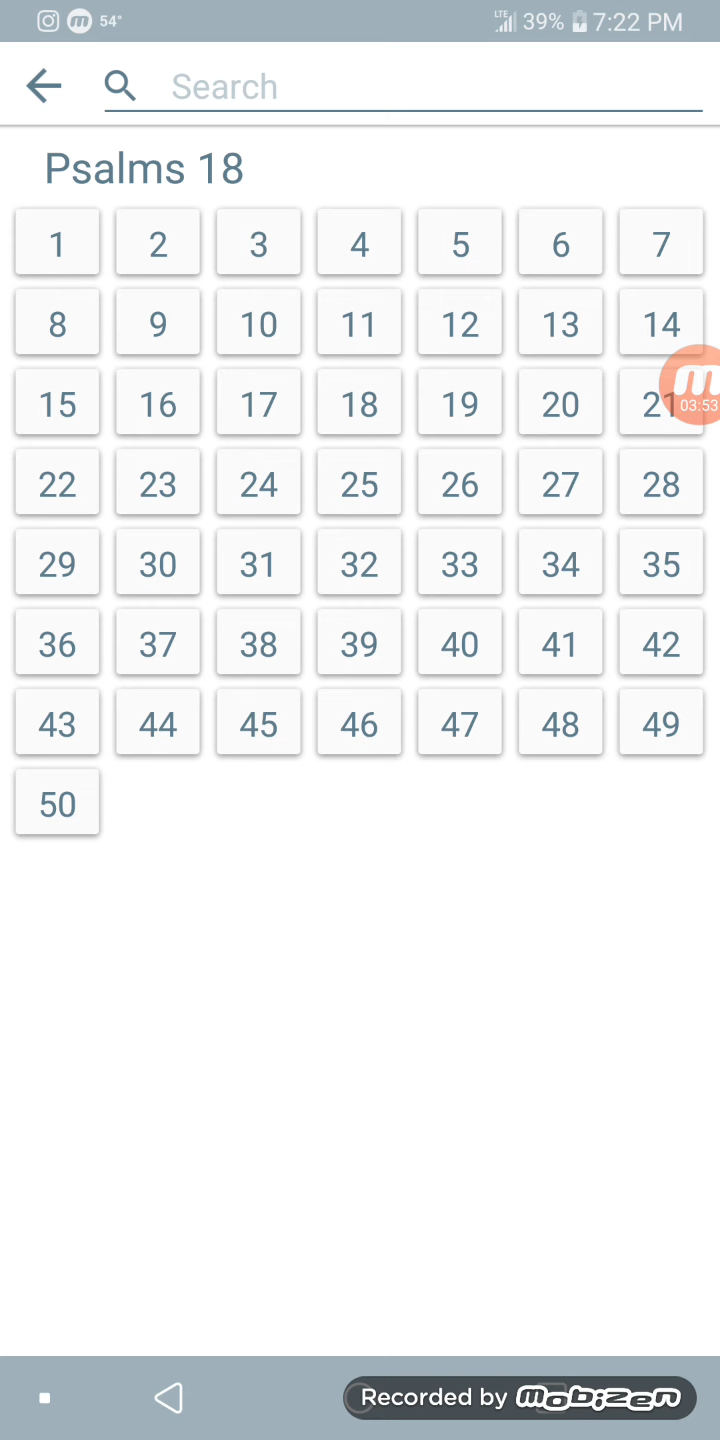 54°
LTE 39% 7:22 PM
Search
Psalms 18
1 2 3 4 5 6 7
8 9 10 11 12 13 14
15 16 17 18 19 20 21
03:53
22 23 24 25 26 27 28
29 30 31 32 33 34 35
36 37 38 39 40 41 42
43 44 45 46 47 48 49
50
Recorded by mobizen